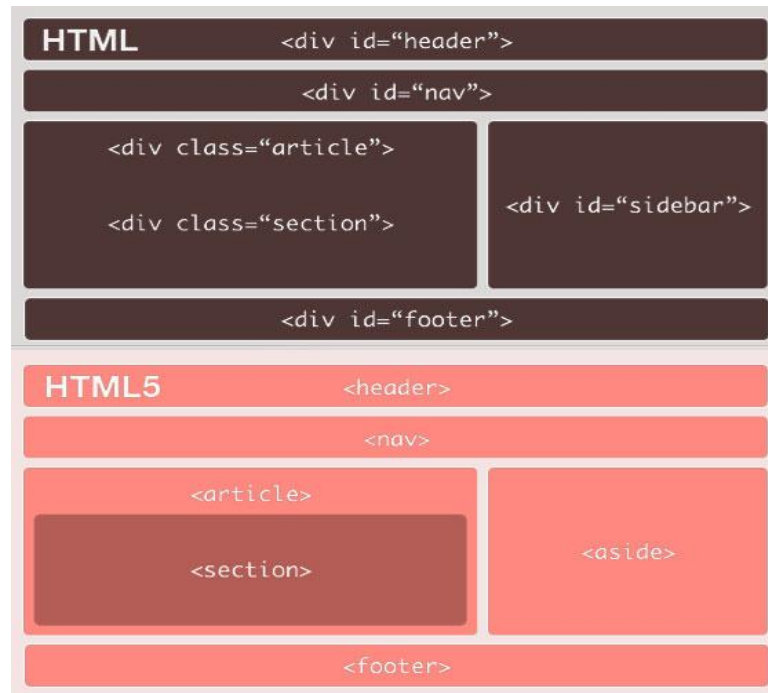 HTML <div id=“header”>
<div id=“nav”>
<div class=“article”>
<div class=“section”>
<div id=“sidebar”>
<div id=“footer”>
HTML5 <header>
<nav>
<article>
<section>
<aside>
<footer>